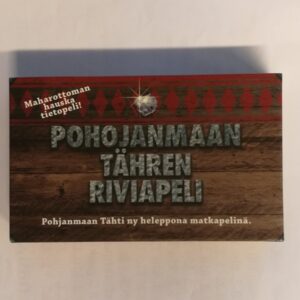 Maharottoman
hauska
tietopeli!
POHOJANMAAN
TÄHREN
RIVIAPELI
Pohjanmaan Tähti ny heleppona matkapelinä.